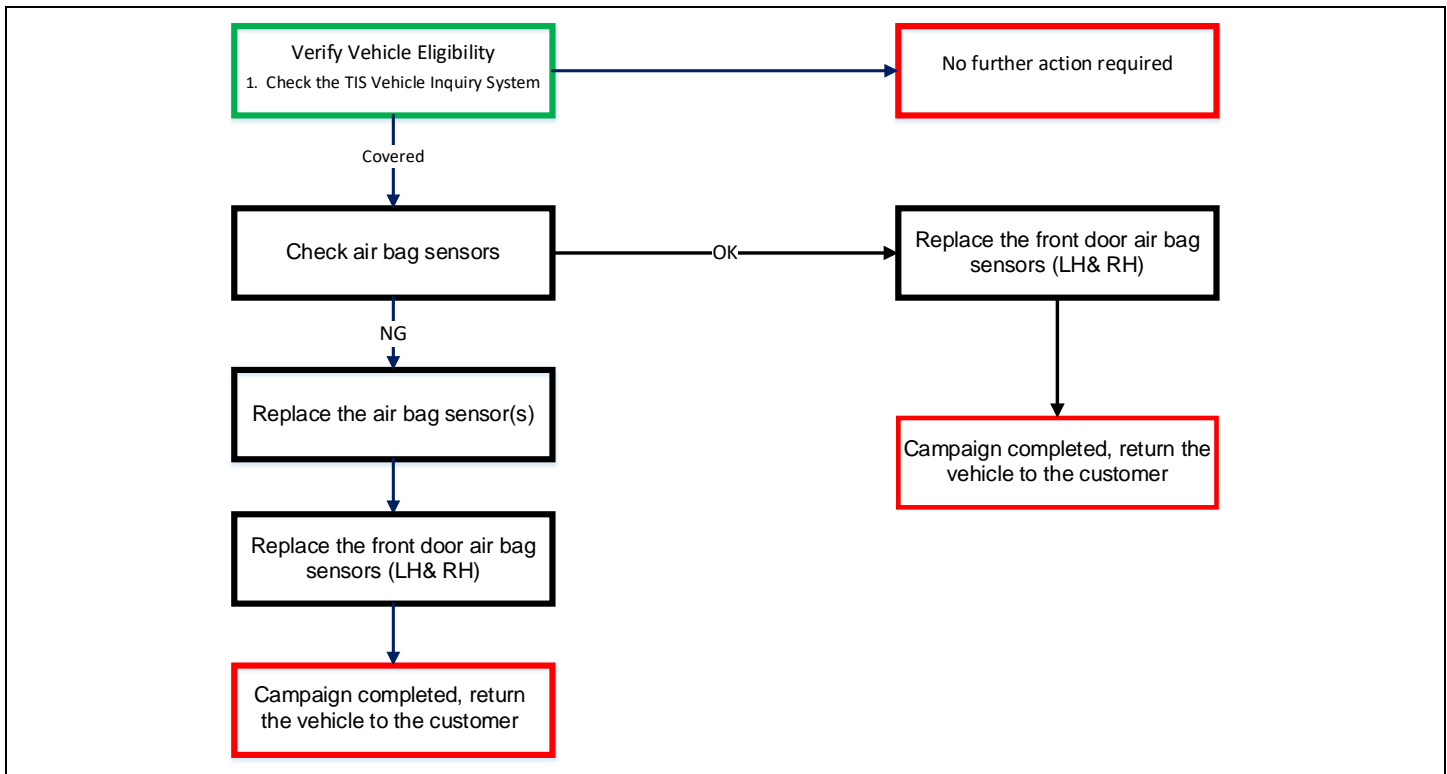 Verify Vehicle Eligibility
1. Check the TIS Vehicle Inquiry System
No further action required
Covered
Check air bag sensors
OK
Replace the front door air bag
sensors (LH& RH)
NG
Replace the air bag sensor(s)
Campaign completed, return the
vehicle to the customer
Replace the front door air bag
sensors (LH& RH)
Campaign completed, return
the vehicle to the customer